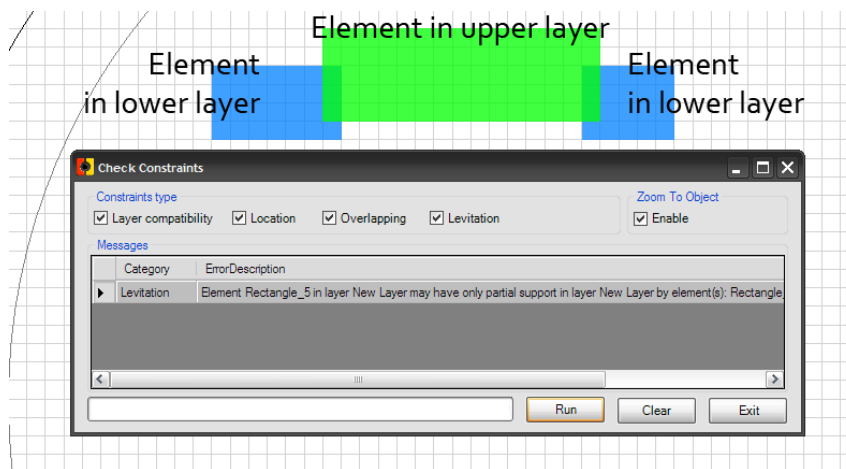 Element in upper layer
Element
in lower layer
Element
in lower layer
Check Constraints
Constraints type
Layer compatibility
Location
Overlapping
Levitation
Zoom To Object
Enable
Messages
Category
ErrorDescription
Levitation
Element Rectangle_5 in layer New Layer may have only partial support in layer New Layer by element(s): Rectangle_
Run
Clear
Exit